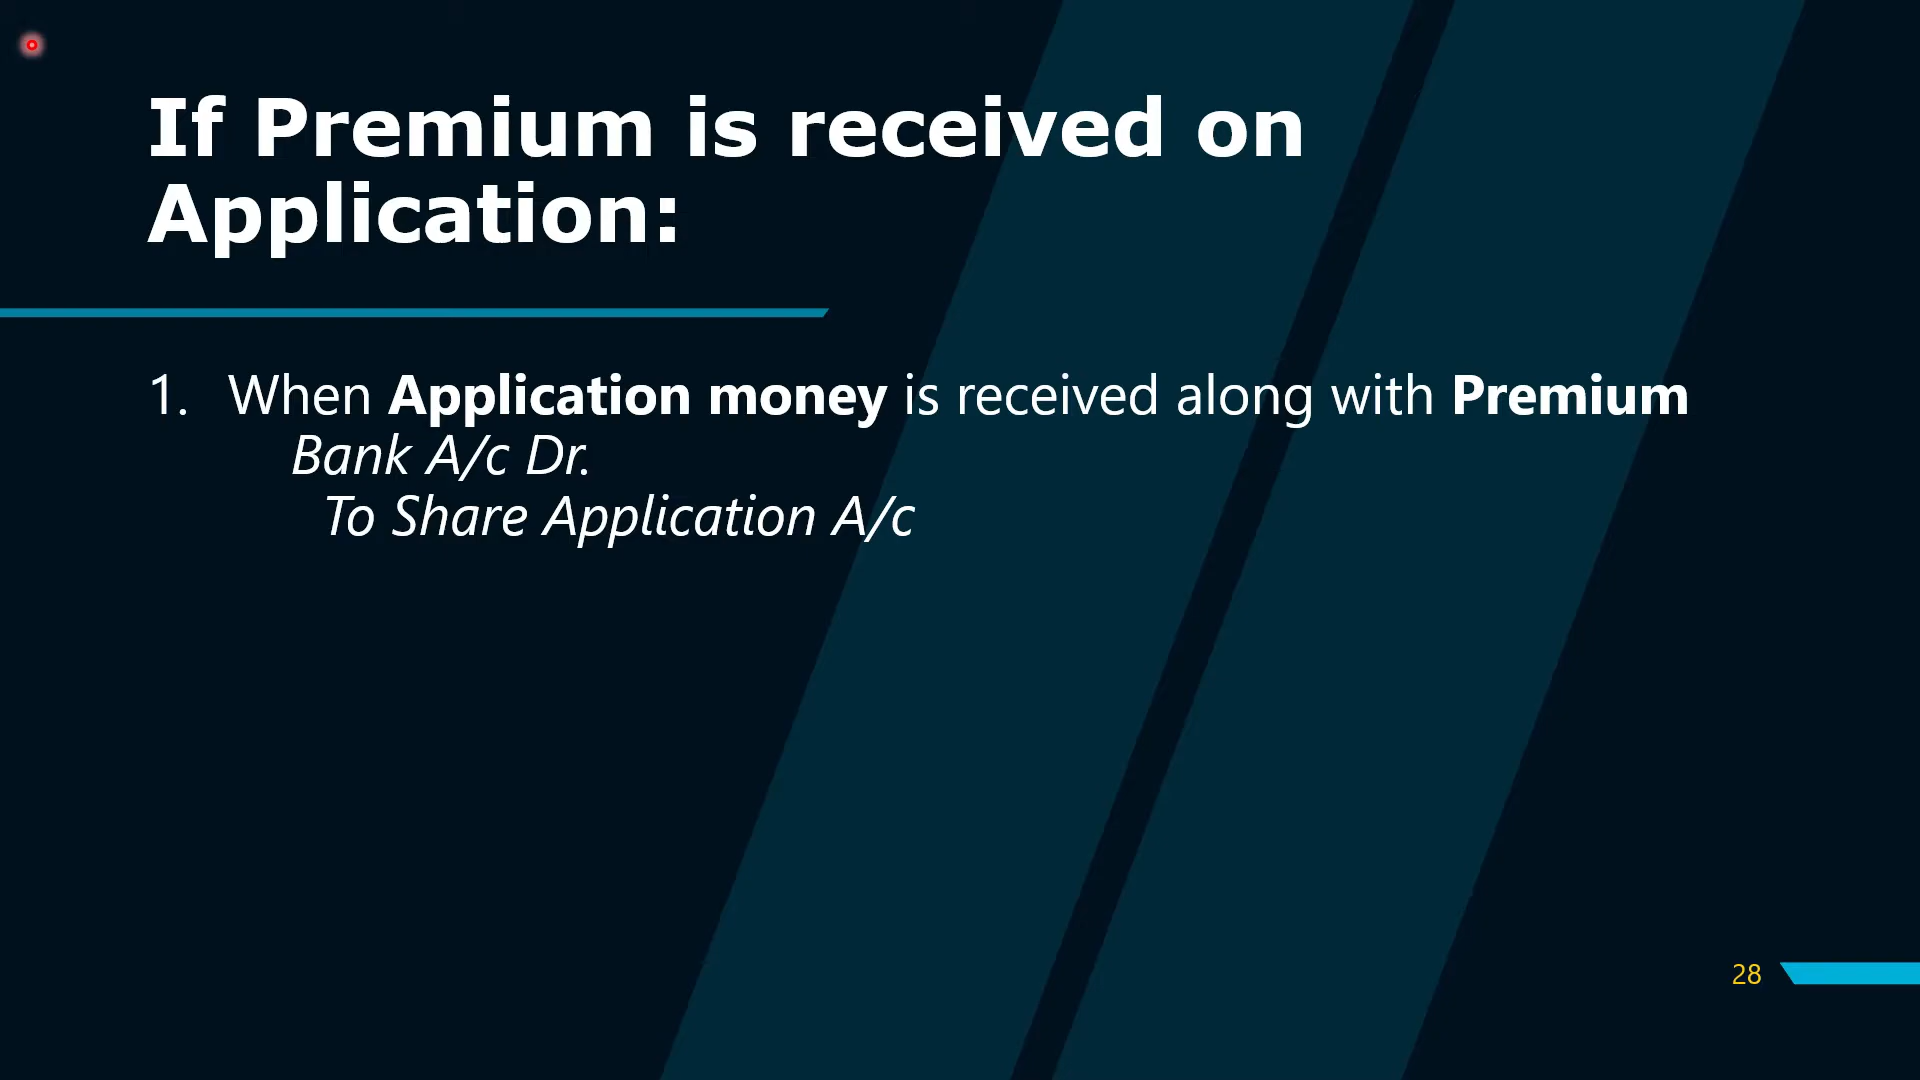 If Premium is received on
Application:
1. When Application money is received along with Premium
Bank A/c Dr.
To Share Application A/c
28